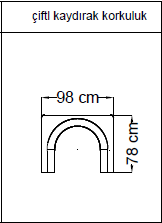 çiftl kaydırak korkuluk
98 cm
78 cm